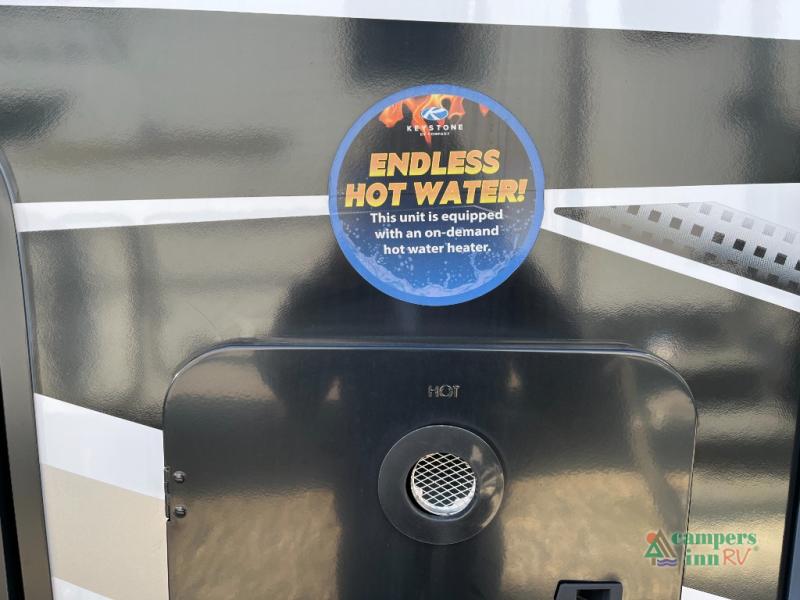 KEYSTONE
RV COMPANY
ENDLESS
HOT WATER!
This unit is equipped
with an on-demand
hot water heater.
HOT
campers
inn RV